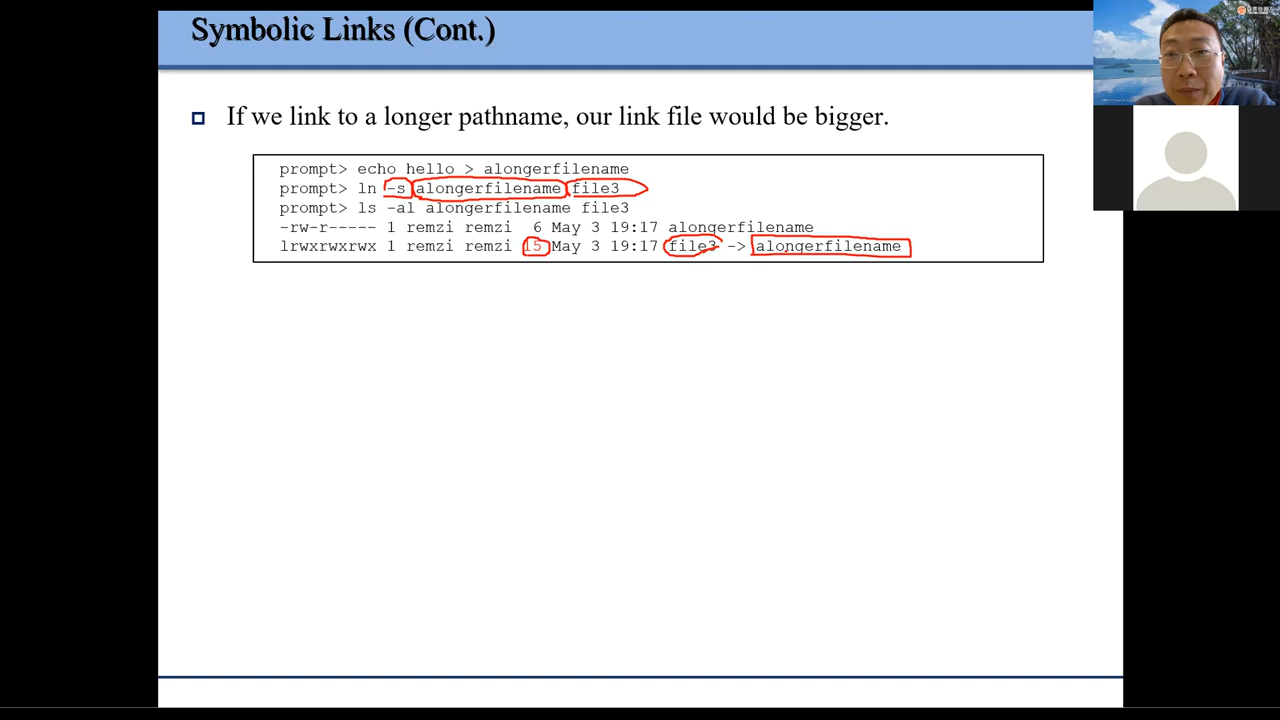 Symbolic Links (Cont.)
If we link to a longer pathname, our link file would be bigger.
prompt> echo hello > alongerfilename
prompt> ln -s alongerfilename file3
prompt> ls -al alongerfilename file3
-rw-r----- 1 remzi remzi 6 May 3 19:17 alongerfilename
lrwxrwxrwx 1 remzi remzi 15 May 3 19:17 file3 -> alongerfilename